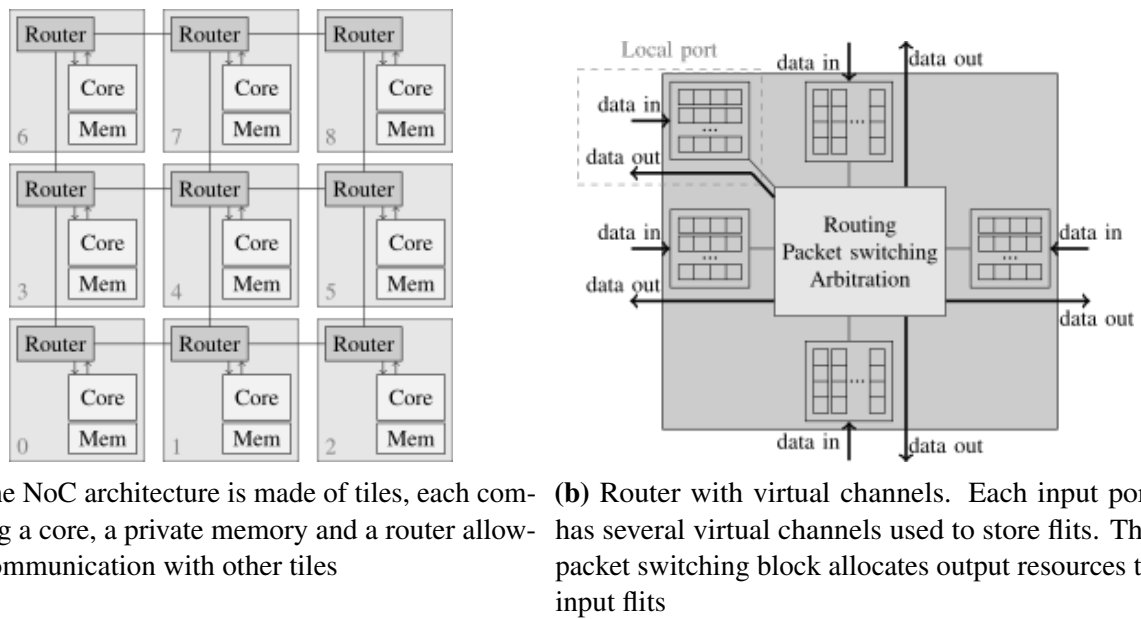 Router Router Router
Core Core Core
6 Mem 7 Mem 8 Mem
Router Router Router
Core Core Core
3 Mem 4 Mem 5 Mem
Router Router Router
Core Core Core
0 Mem 1 Mem 2 Mem
Local port
data in
data out
data in
...
...
data out
Routing
Packet switching
Arbitration
data in
...
data out
data in
...
data out
...
data in
data out
NoC architecture is made of tiles, each com-
a core, a private memory and a router allow-
communication with other tiles
(b) Router with virtual channels. Each input port
has several virtual channels used to store flits. The
packet switching block allocates output resources
input flits